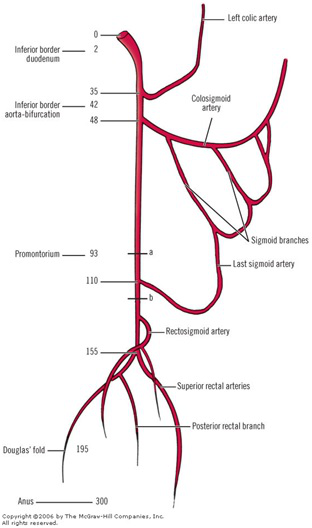 Left colic artery
0
Inferior border
duodenum
2
35
Inferior border
aorta-bifurcation
42
48
Colosigmoid
artery
Sigmoid branches
Promontorium
93
a
Last sigmoid artery
110
b
Rectosigmoid artery
155
Superior rectal arteries
Posterior rectal branch
Douglas' fold
195
Anus
300
Copyright ©2006 by The McGraw-Hill Companies, Inc.
All rights reserved.